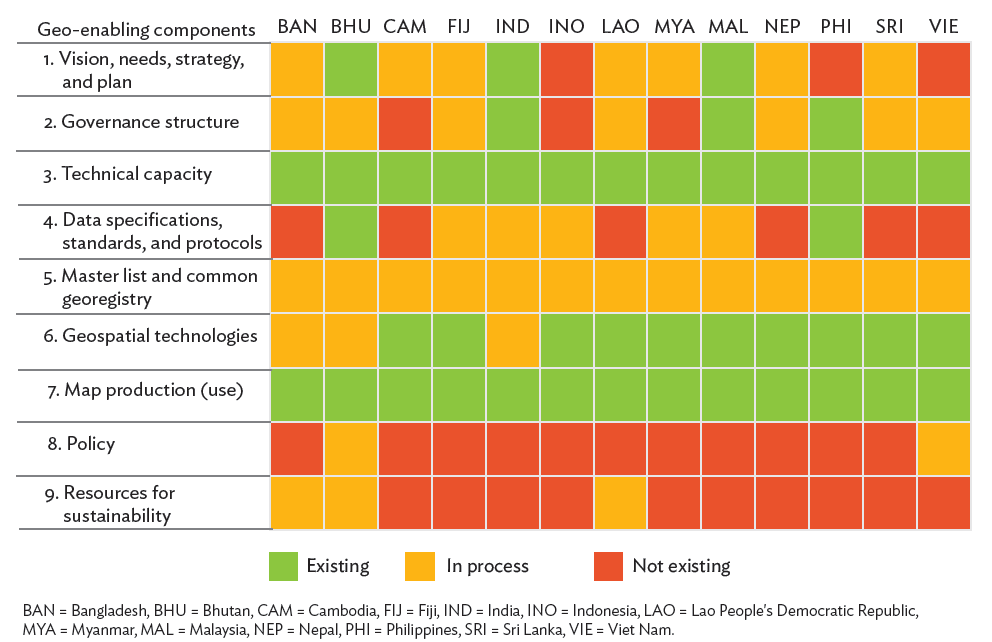 Geo-enabling components BAN BHU CAM FIJ IND INO LAO MYA MAL NEP PHI SRI VIE
1. Vision, needs, strategy,
and plan
2. Governance structure
3. Technical capacity
4. Data specifications,
standards, and protocols
5. Master list and common
georegistry
6. Geospatial technologies
7. Map production (use)
8. Policy
9. Resources for
sustainability
Existing In process Not existing
BAN = Bangladesh, BHU = Bhutan, CAM = Cambodia, FIJ = Fiji, IND = India, INO = Indonesia, LAO = Lao People's Democratic Republic,
MYA = Myanmar, MAL = Malaysia, NEP = Nepal, PHI = Philippines, SRI = Sri Lanka, VIE = Viet Nam.